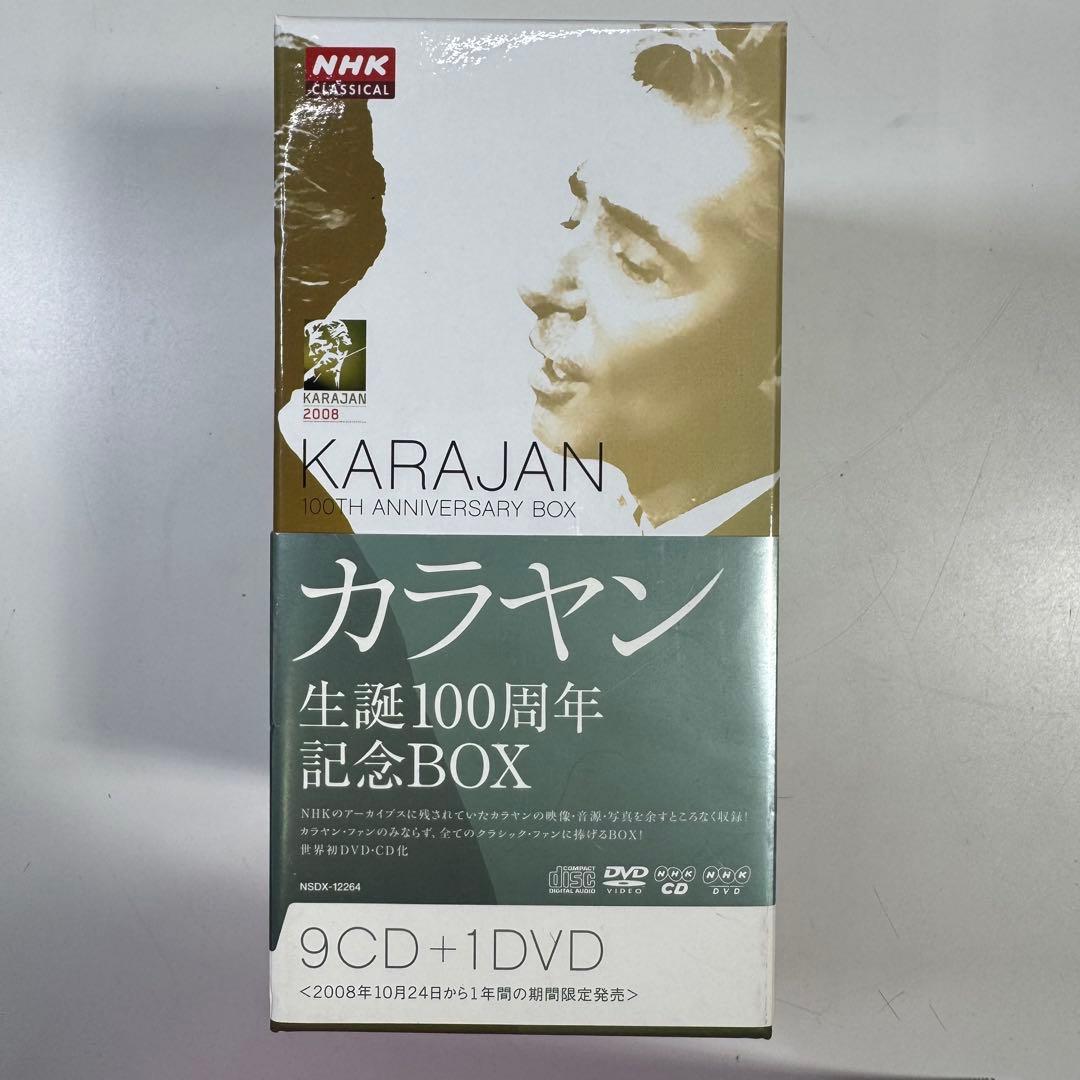 NHK
CLASSICAL
KARAJAN
2008
KARAJAN
100TH ANNIVERSARY BOX
カラヤン
生誕100周年
記念BOX
NHKのアーカイブスに残されていたカラヤンの映像・音源・写真を余すところなく収録!
カラヤン・ファンのみならず、全てのクラシック・ファンに捧げるBOX!
世界初DVD・CD化
NSDX-12264
COMPACT
disc
DIGITAL AUDIO
DVD
VIDEO
NHK
CD
NHK
DVD
9CD+1DVD
<2008年10月24日から1年間の期間限定発売>